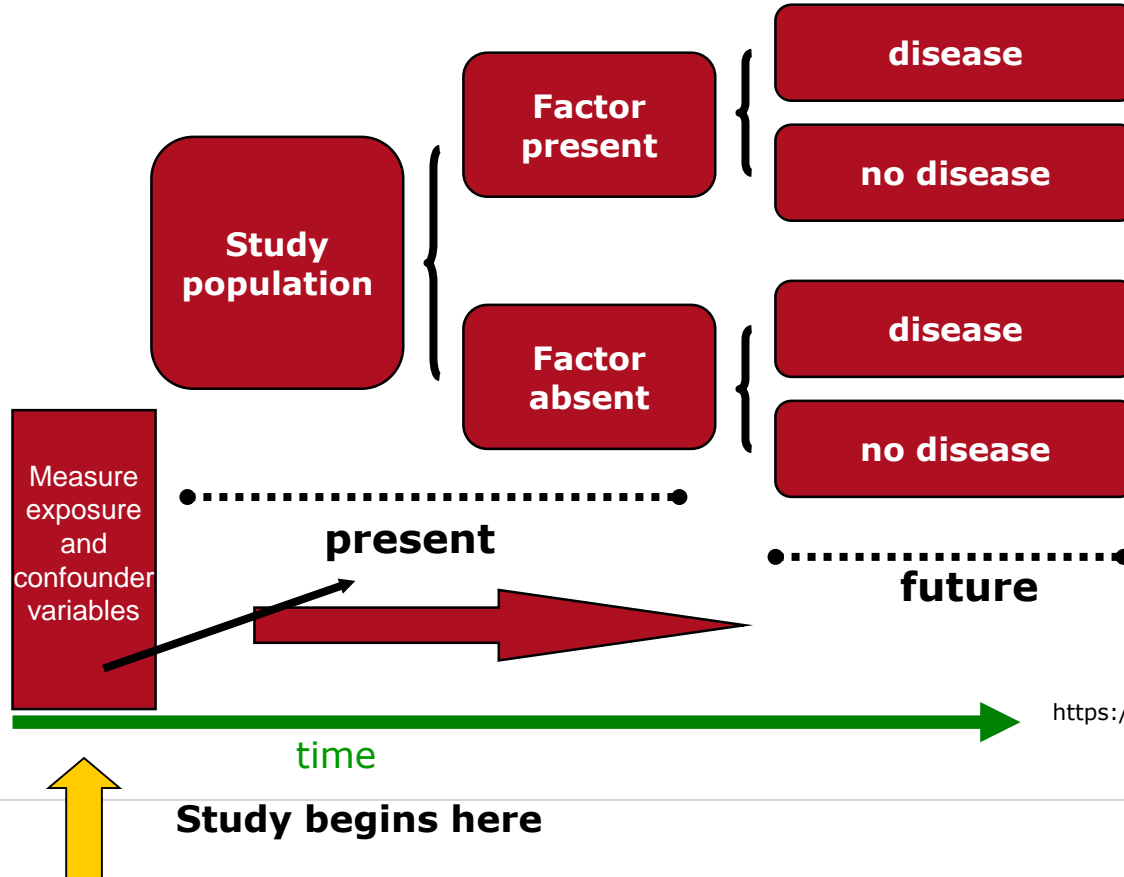 disease
Factor
present
no disease
Study
population
disease
Factor
absent
no disease
Measure
exposure
and
confounder
variables
present
future
https:/
time
Study begins here